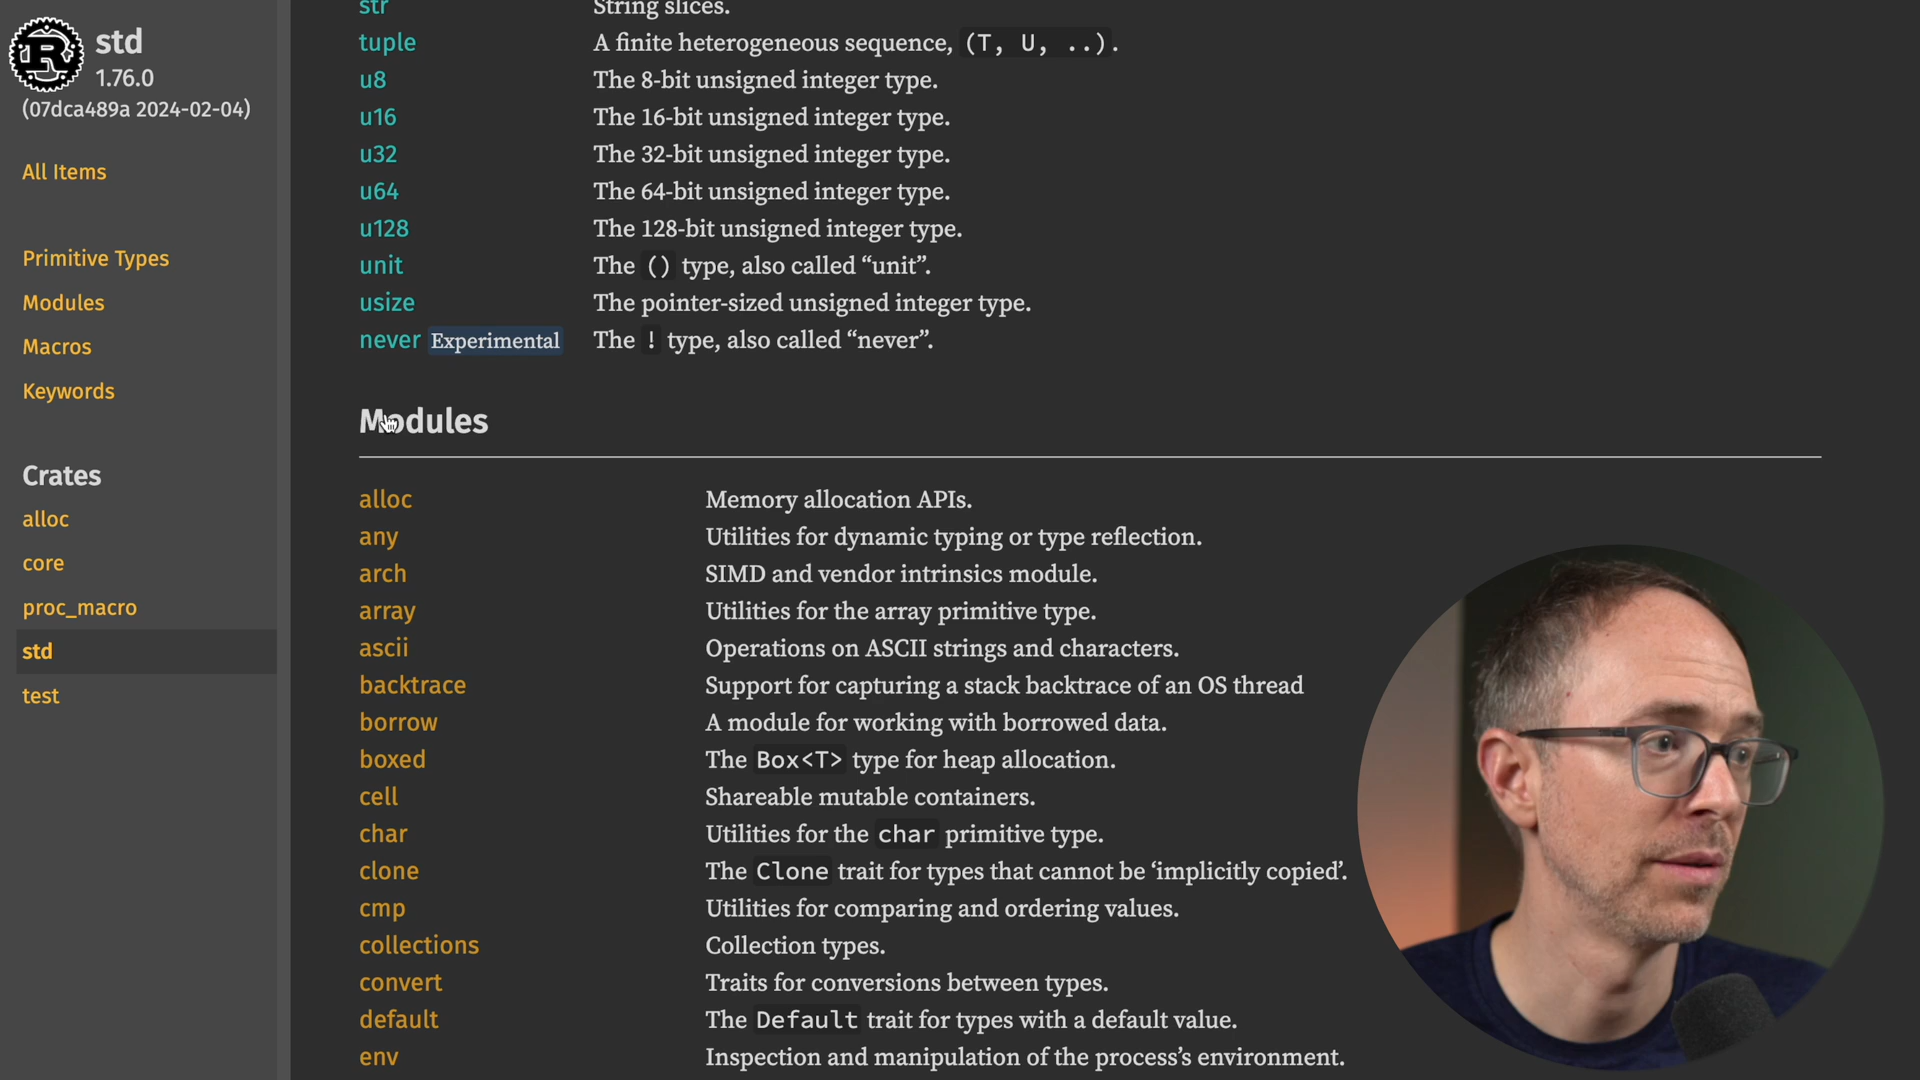 std
1.76.0
(07dca489a 2024-02-04)
All Items
Primitive Types
Modules
Macros
Keywords
Crates
alloc
core
proc_macro
std
test
str String slices.
tuple A finite heterogeneous sequence, (T, U, ..).
u8 The 8-bit unsigned integer type.
u16 The 16-bit unsigned integer type.
u32 The 32-bit unsigned integer type.
u64 The 64-bit unsigned integer type.
u128 The 128-bit unsigned integer type.
unit The () type, also called “unit”.
usize The pointer-sized unsigned integer type.
never Experimental The ! type, also called “never”.
Modules
alloc Memory allocation APIs.
any Utilities for dynamic typing or type reflection.
arch SIMD and vendor intrinsics module.
array Utilities for the array primitive type.
ascii Operations on ASCII strings and characters.
backtrace Support for capturing a stack backtrace of an OS thread
borrow A module for working with borrowed data.
boxed The Box<T> type for heap allocation.
cell Shareable mutable containers.
char Utilities for the char primitive type.
clone The Clone trait for types that cannot be ‘implicitly copied’.
cmp Utilities for comparing and ordering values.
collections Collection types.
convert Traits for conversions between types.
default The Default trait for types with a default value.
env Inspection and manipulation of the process’s environment.